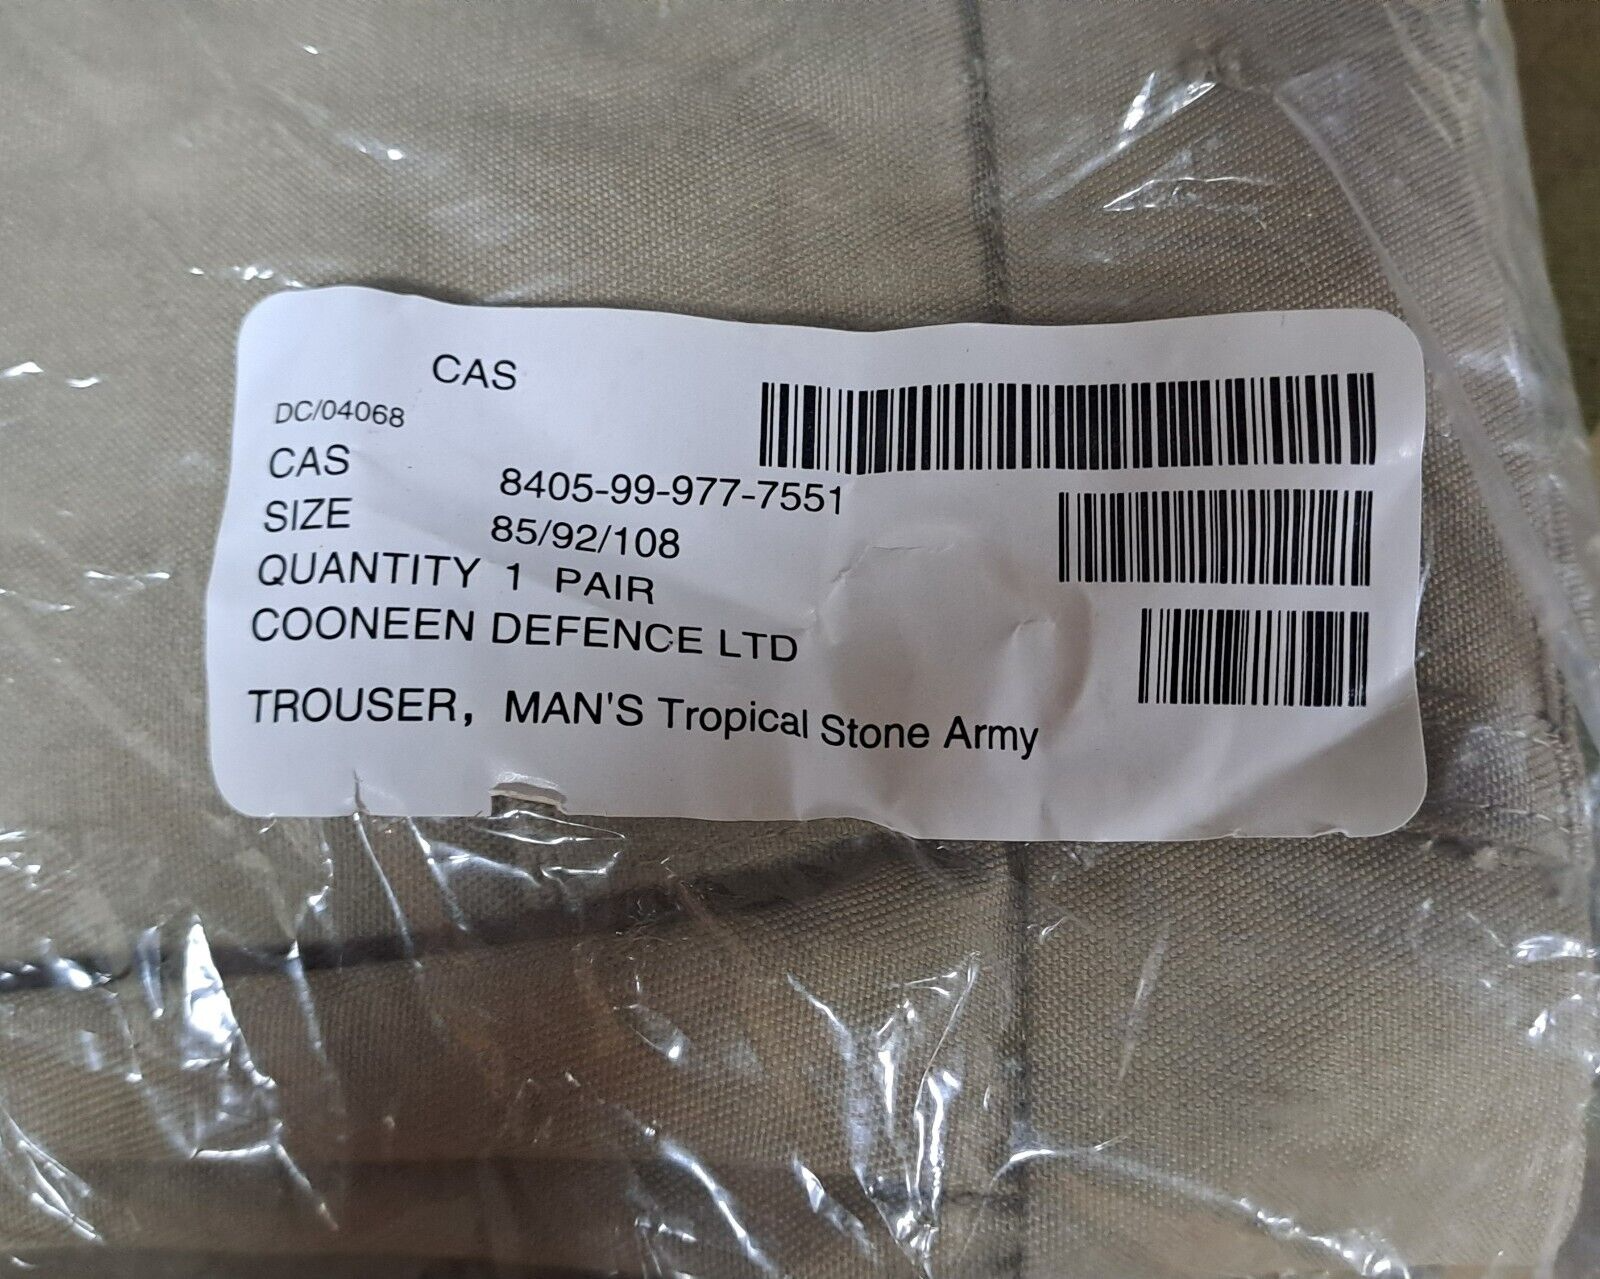 CAS
DC/04068
CAS 8405-99-977-7551
SIZE 85/92/108
QUANTITY 1 PAIR
COONEEN DEFENCE LTD
TROUSER, MAN'S Tropical Stone Army